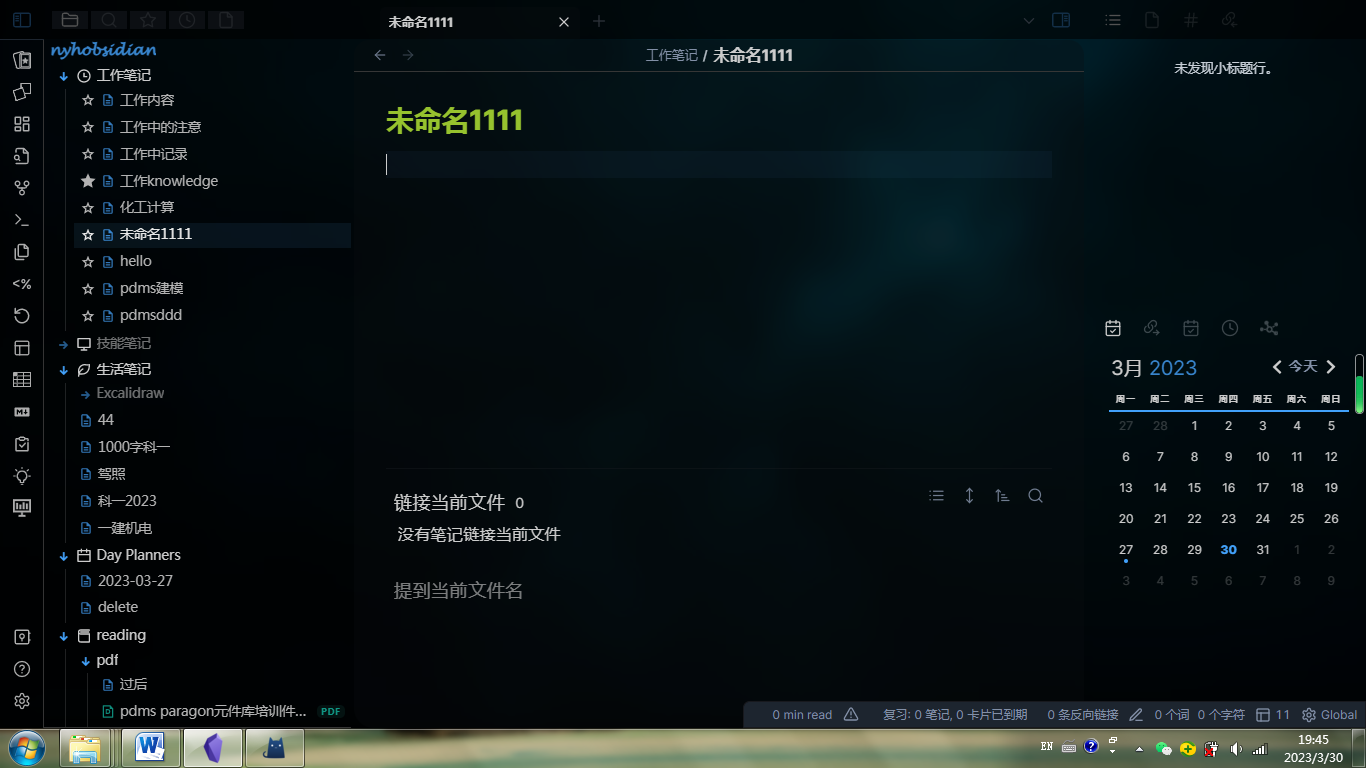 未命名1111
nyhobsidian
工作笔记
工作内容
工作中的注意
工作中记录
工作knowledge
化工计算
未命名1111
hello
pdms建模
pdmsddd
技能笔记
生活笔记
Excalidraw
44
1000字科一
驾照
科一2023
一建机电
Day Planners
2023-03-27
delete
reading
pdf
过后
pdms paragon元件库培训件... PDF
工作笔记 / 未命名1111
未命名1111
链接当前文件 0
没有笔记链接当前文件
提到当前文件名
未发现小标题行。
3月 2023 今天
周一 周二 周三 周四 周五 周六 周日
27 28 1 2 3 4 5
6 7 8 9 10 11 12
13 14 15 16 17 18 19
20 21 22 23 24 25 26
27 28 29 30 31 1 2
3 4 5 6 7 8 9
0 min read 复习: 0 笔记, 0 卡片已到期 0 条反向链接 0 个词 0 个字符 11 Global
EN 19:45
2023/3/30